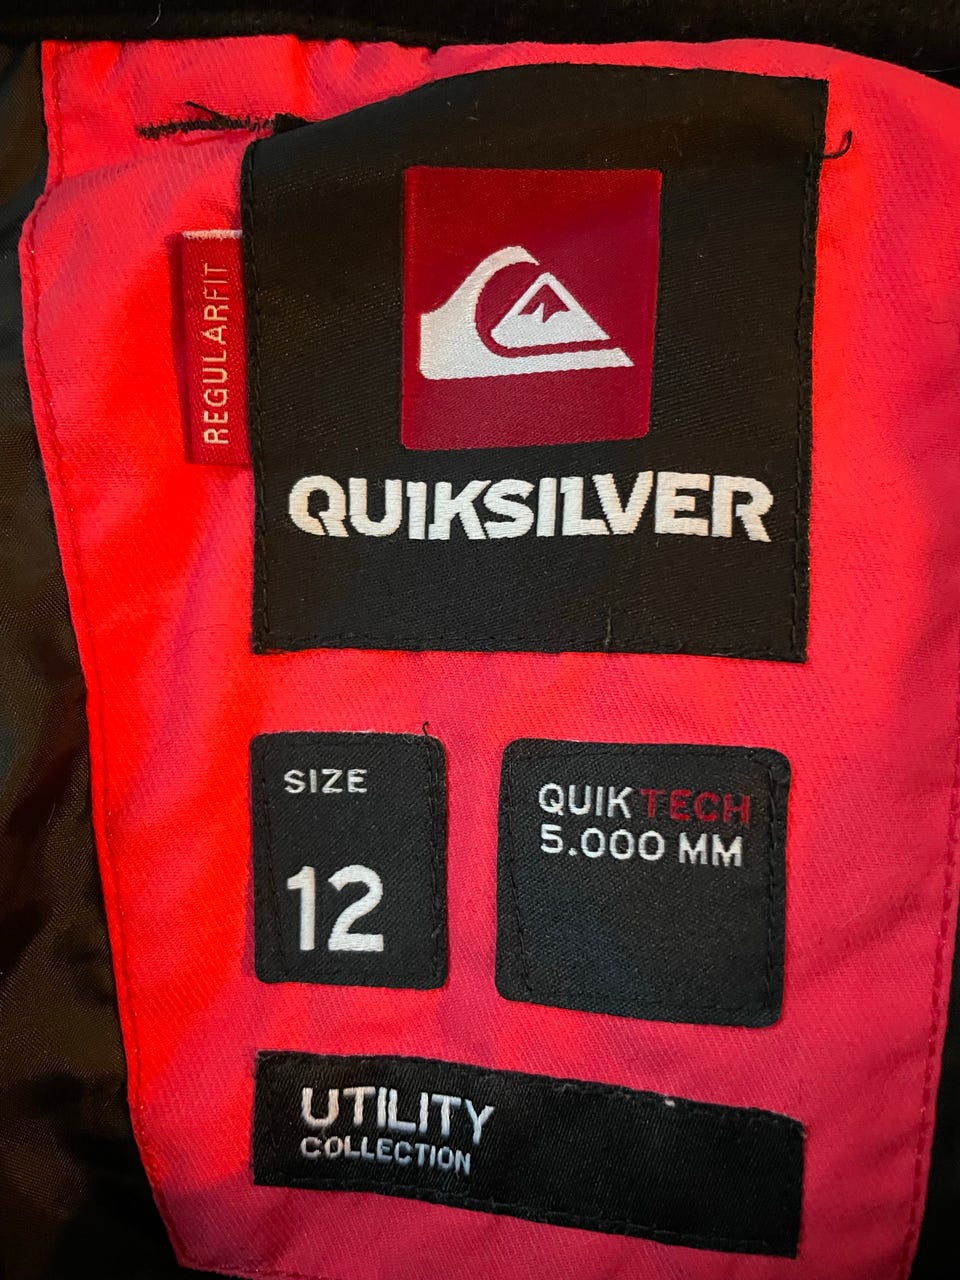 REGULARFIT
QUIKSILVER
SIZE
12
QUIKTECH
5.000 MM
UTILITY
COLLECTION